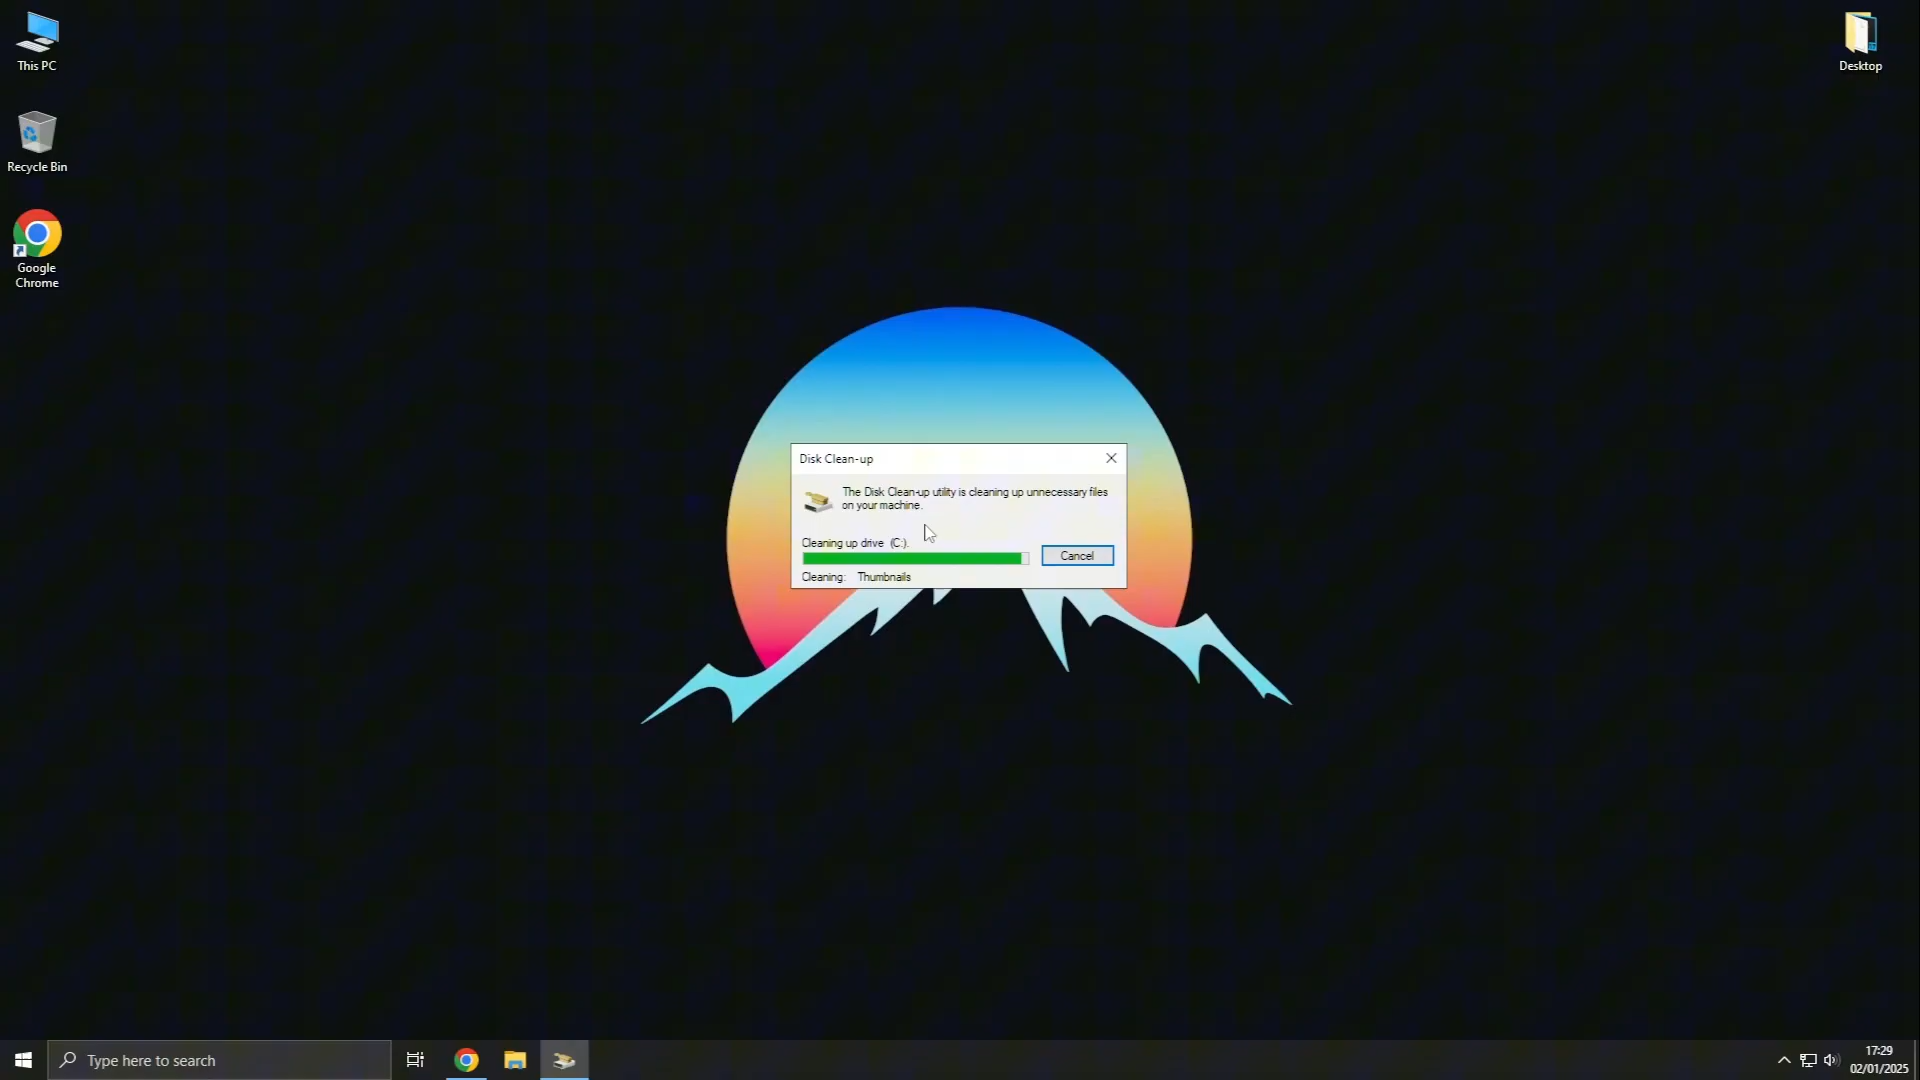 This PC
Desktop
Recycle Bin
Google
Chrome
Disk Clean-up
The Disk Clean-up utility is cleaning up unnecessary files
on your machine.
Cleaning up drive (C:).
Cancel
Cleaning: Thumbnails
Type here to search
17:29
02/01/2025